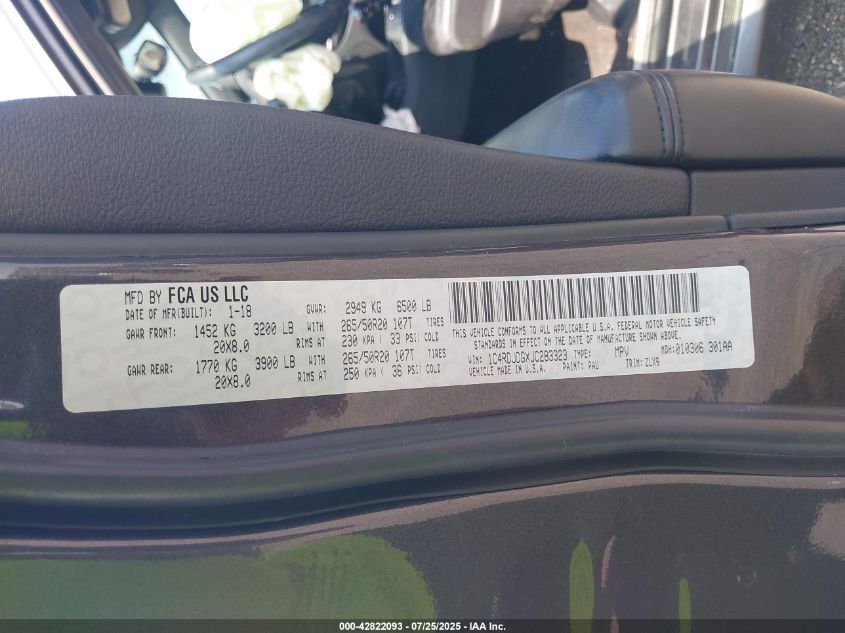 MFD BY FCA US LLC
DATE OF MFR(BUILT): 1-18 GVWR: 2949 KG 6500 LB
GAWR FRONT: 1452 KG 3200 LB WITH 265/50R20 107T TIRES
20X8.0 RIMS AT 230 KPA ( 33 PSI) COLD
GAWR REAR: 1770 KG 3900 LB WITH 265/50R20 107T TIRES
20X8.0 RIMS AT 250 KPA ( 36 PSI) COLD
THIS VEHICLE CONFORMS TO ALL APPLICABLE U.S.A. FEDERAL MOTOR VEHICLE SAFETY
STANDARDS IN EFFECT ON THE DATE OF MANUFACTURE SHOWN ABOVE.
VIN: 1C4RDJDGXJC283323 TYPE: MPV MDH:010306 301AA
VEHICLE MADE IN U.S.A. PAINT: PAU TRIM: ZLX9
000-42822093 - 07/25/2025 - IAA Inc.